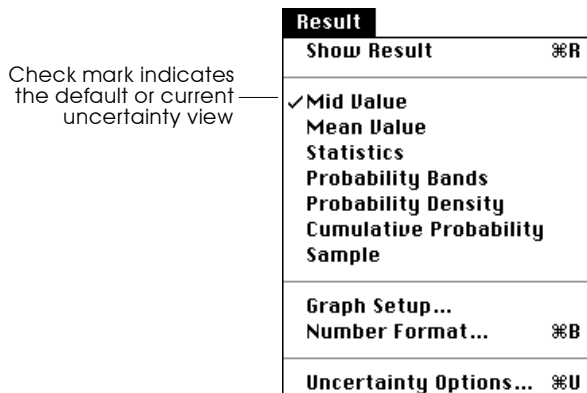 Result
Show Result ⌘R
Check mark indicates
the default or current
uncertainty view
✓Mid Value
Mean Value
Statistics
Probability Bands
Probability Density
Cumulative Probability
Sample
Graph Setup...
Number Format... ⌘B
Uncertainty Options... ⌘U